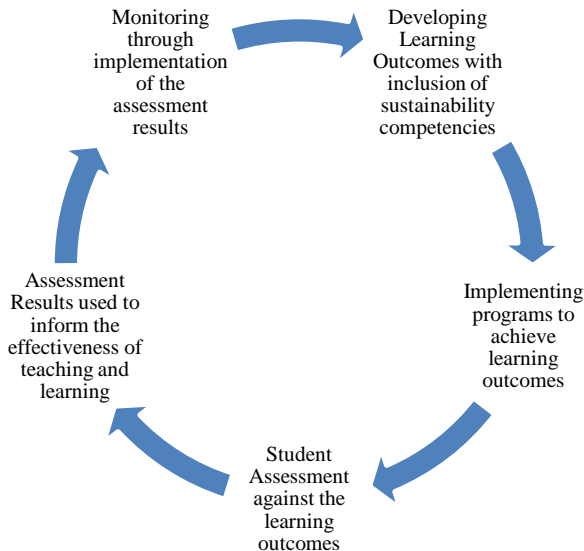 Monitoring
through
implementation
of the
assessment
results
Developing
Learning
Outcomes with
inclusion of
sustainability
competencies
Implementing
programs to
achieve
learning
outcomes
Student
Assessment
against the
learning
outcomes
Assessment
Results used to
inform the
effectiveness of
teaching and
learning